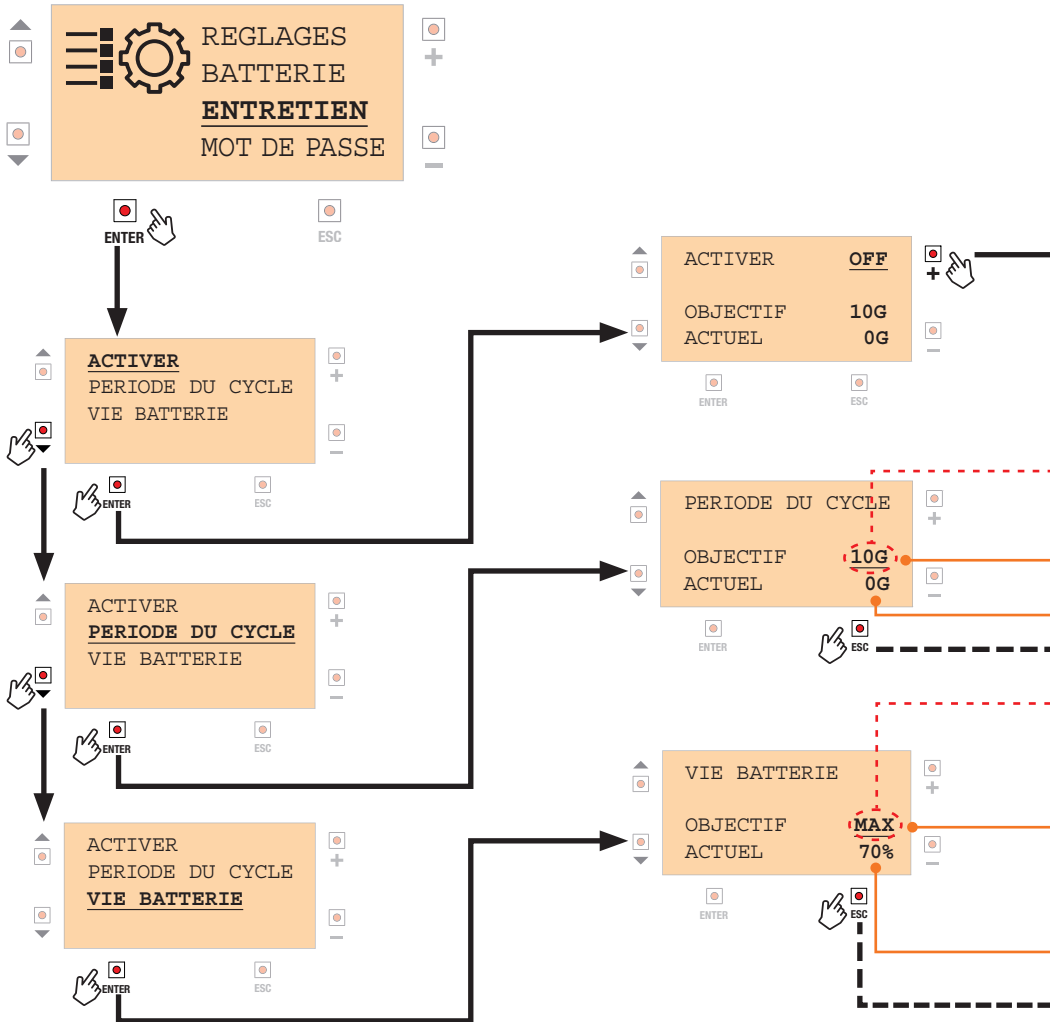 REGLAGES
BATTERIE
ENTRETIEN
MOT DE PASSE
+
−
ENTER
ESC
ACTIVER OFF
OBJECTIF 10G
ACTUEL 0G
+
−
ENTER
ESC
ACTIVER
PERIODE DU CYCLE
VIE BATTERIE
+
−
ENTER
ESC
PERIODE DU CYCLE
OBJECTIF 10G
ACTUEL 0G
+
−
ENTER
ESC
ACTIVER
PERIODE DU CYCLE
VIE BATTERIE
+
−
ENTER
ESC
VIE BATTERIE
OBJECTIF MAX
ACTUEL 70%
+
−
ENTER
ESC
ACTIVER
PERIODE DU CYCLE
VIE BATTERIE
+
−
ENTER
ESC